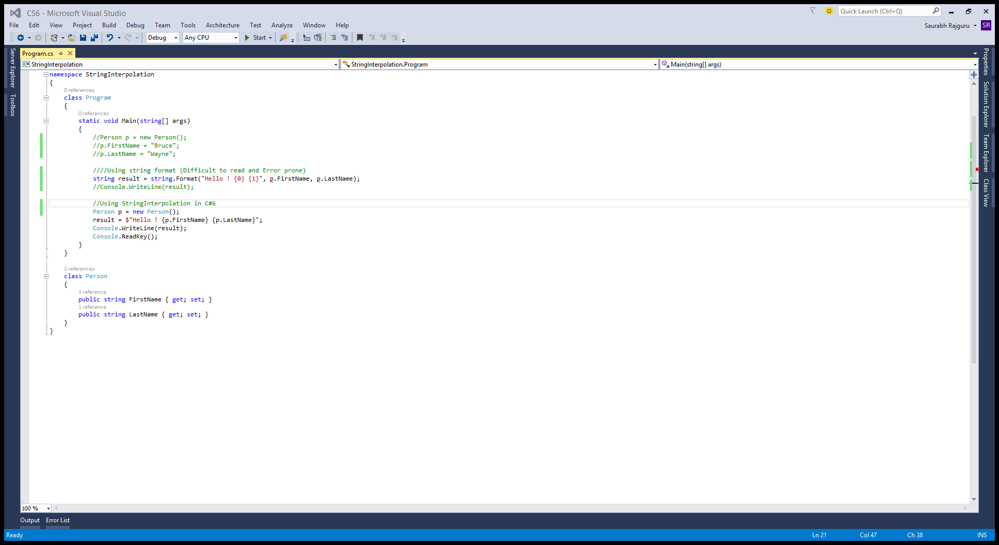 CS6 - Microsoft Visual Studio
Quick Launch (Ctrl+Q)
File Edit View Project Build Debug Team Tools Architecture Test Analyze Window Help
Saurabh Rajguru SR
Debug Any CPU Start
Server Explorer
Toolbox
Properties
Solution Explorer
Team Explorer
Class View
Program.cs
C# StringInterpolation StringInterpolation.Program Main(string[] args)
namespace StringInterpolation
{
0 references
class Program
{
0 references
static void Main(string[] args)
{
//Person p = new Person();
//p.FirstName = "Bruce";
//p.LastName = "Wayne";
////Using string format (Difficult to read and Error prone)
string result = string.Format("Hello ! {0} {1}", p.FirstName, p.LastName);
//Console.WriteLine(result);
//Using StringInterpolation in C#6
Person p = new Person();
result = $"Hello ! {p.FirstName} {p.LastName}";
Console.WriteLine(result);
Console.ReadKey();
}
}
2 references
class Person
{
1 reference
public string FirstName { get; set; }
1 reference
public string LastName { get; set; }
}
}
100 %
Output Error List
Ready Ln 21 Col 47 Ch 38 INS